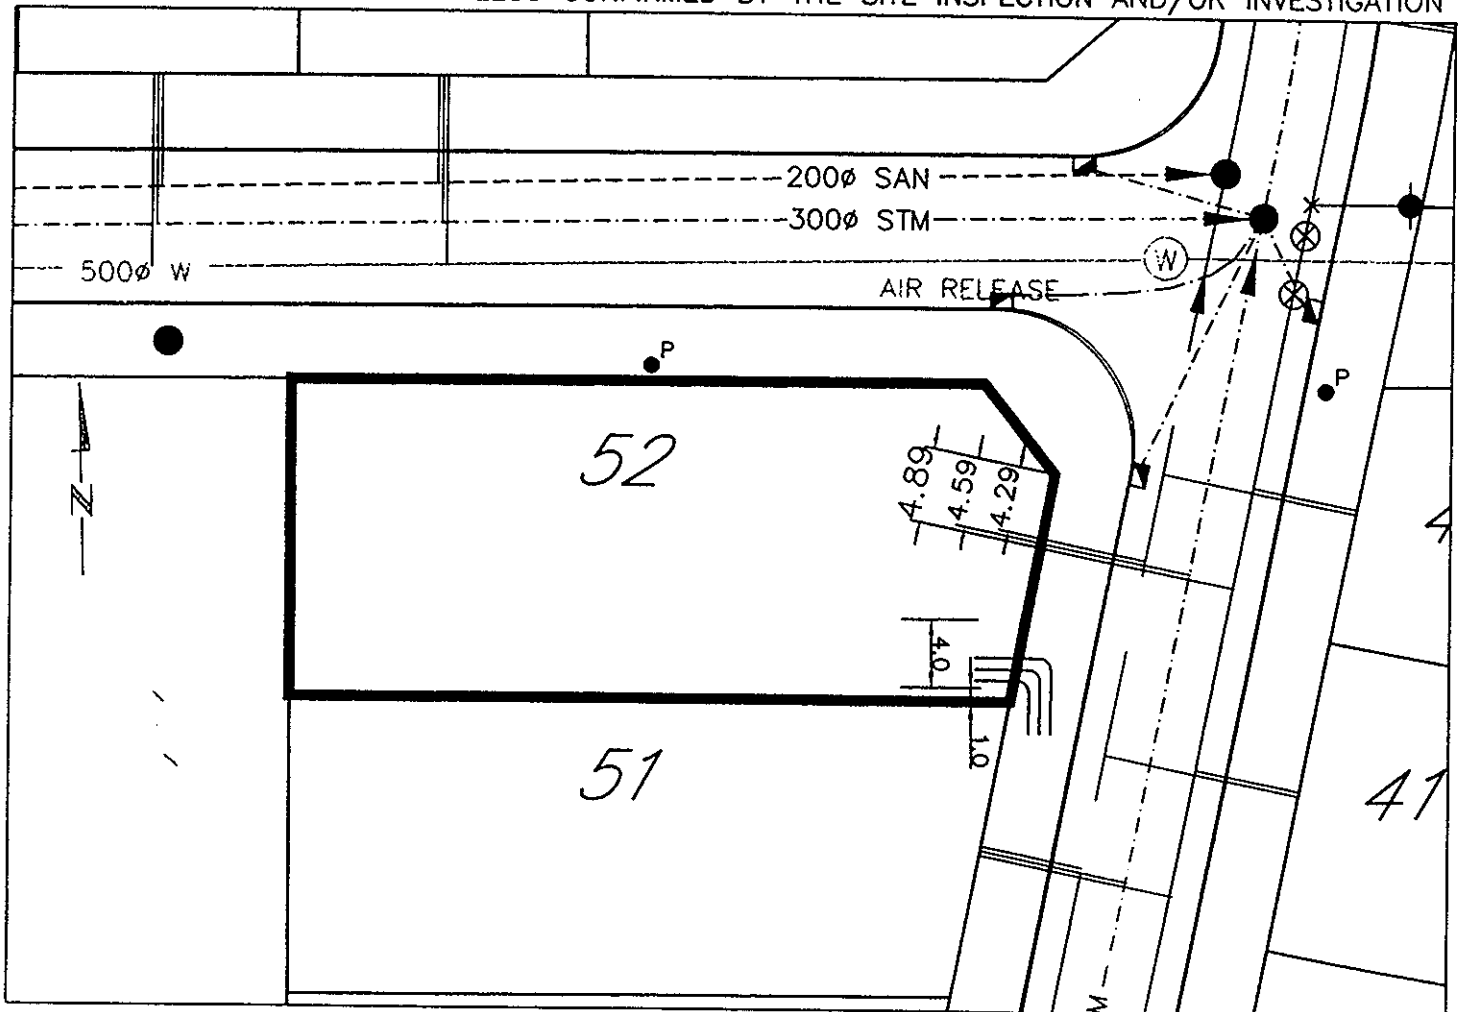 CONFIRMED BY THE SITE INSPECTION AND/OR INVESTIGATION
200ø SAN
300ø STM
500ø W
W
AIR RELEASE
P
P
N
52
4.89
4.59
4.29
4.0
1.0
51
41
M